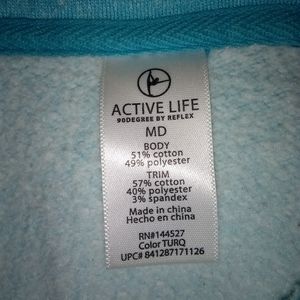 ACTIVE LIFE
90DEGREE BY REFLEX
MD
BODY
51% cotton
49% polyester
TRIM
57% cotton
40% polyester
3% spandex
Made in china
Hecho en china
RN#144527
Color TURQ
UPC# 841287171126